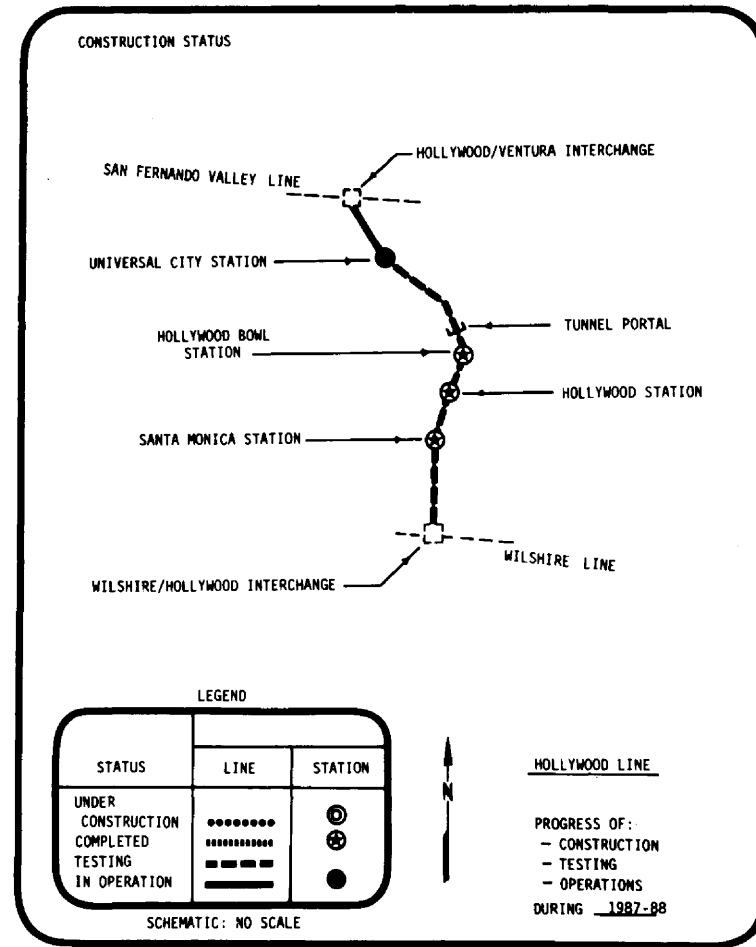 CONSTRUCTION STATUS
HOLLYWOOD/VENTURA INTERCHANGE
SAN FERNANDO VALLEY LINE
UNIVERSAL CITY STATION
TUNNEL PORTAL
HOLLYWOOD BOWL
STATION
HOLLYWOOD STATION
SANTA MONICA STATION
WILSHIRE LINE
WILSHIRE/HOLLYWOOD INTERCHANGE
LEGEND
STATUS LINE STATION
UNDER
CONSTRUCTION
COMPLETED
TESTING
IN OPERATION
SCHEMATIC: NO SCALE
N
HOLLYWOOD LINE
PROGRESS OF:
- CONSTRUCTION
- TESTING
- OPERATIONS
DURING 1987-88